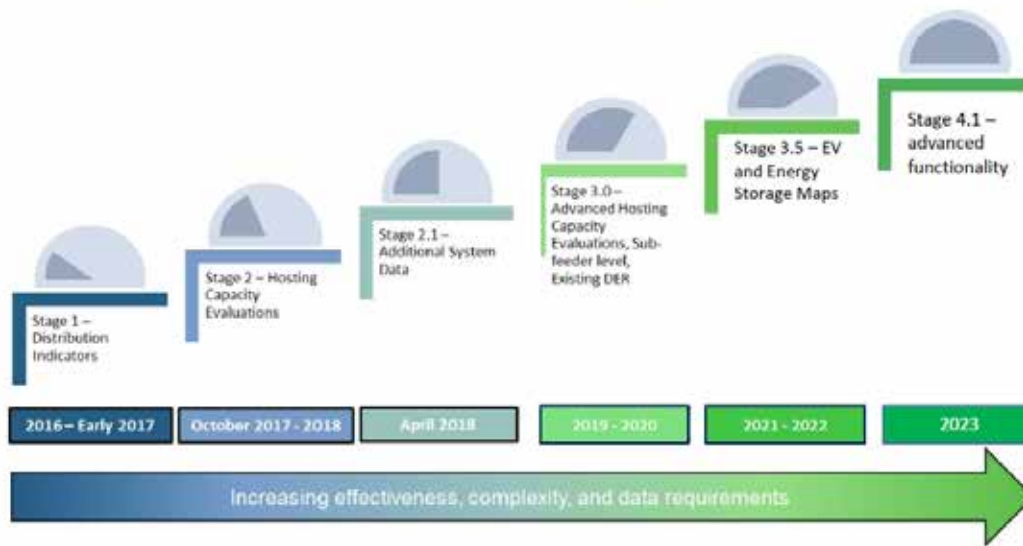 Stage 1 –
Distribution
Indicators
Stage 2 – Hosting
Capacity
Evaluations
Stage 2.1 –
Additional System
Data
Stage 3.0 –
Advanced Hosting
Capacity
Evaluations, Sub-
feeder level,
Existing DER
Stage 3.5 – EV
and Energy
Storage Maps
Stage 4.1 –
advanced
functionality
2016 – Early 2017
October 2017 - 2018
April 2018
2019 - 2020
2021 - 2022
2023
Increasing effectiveness, complexity, and data requirements